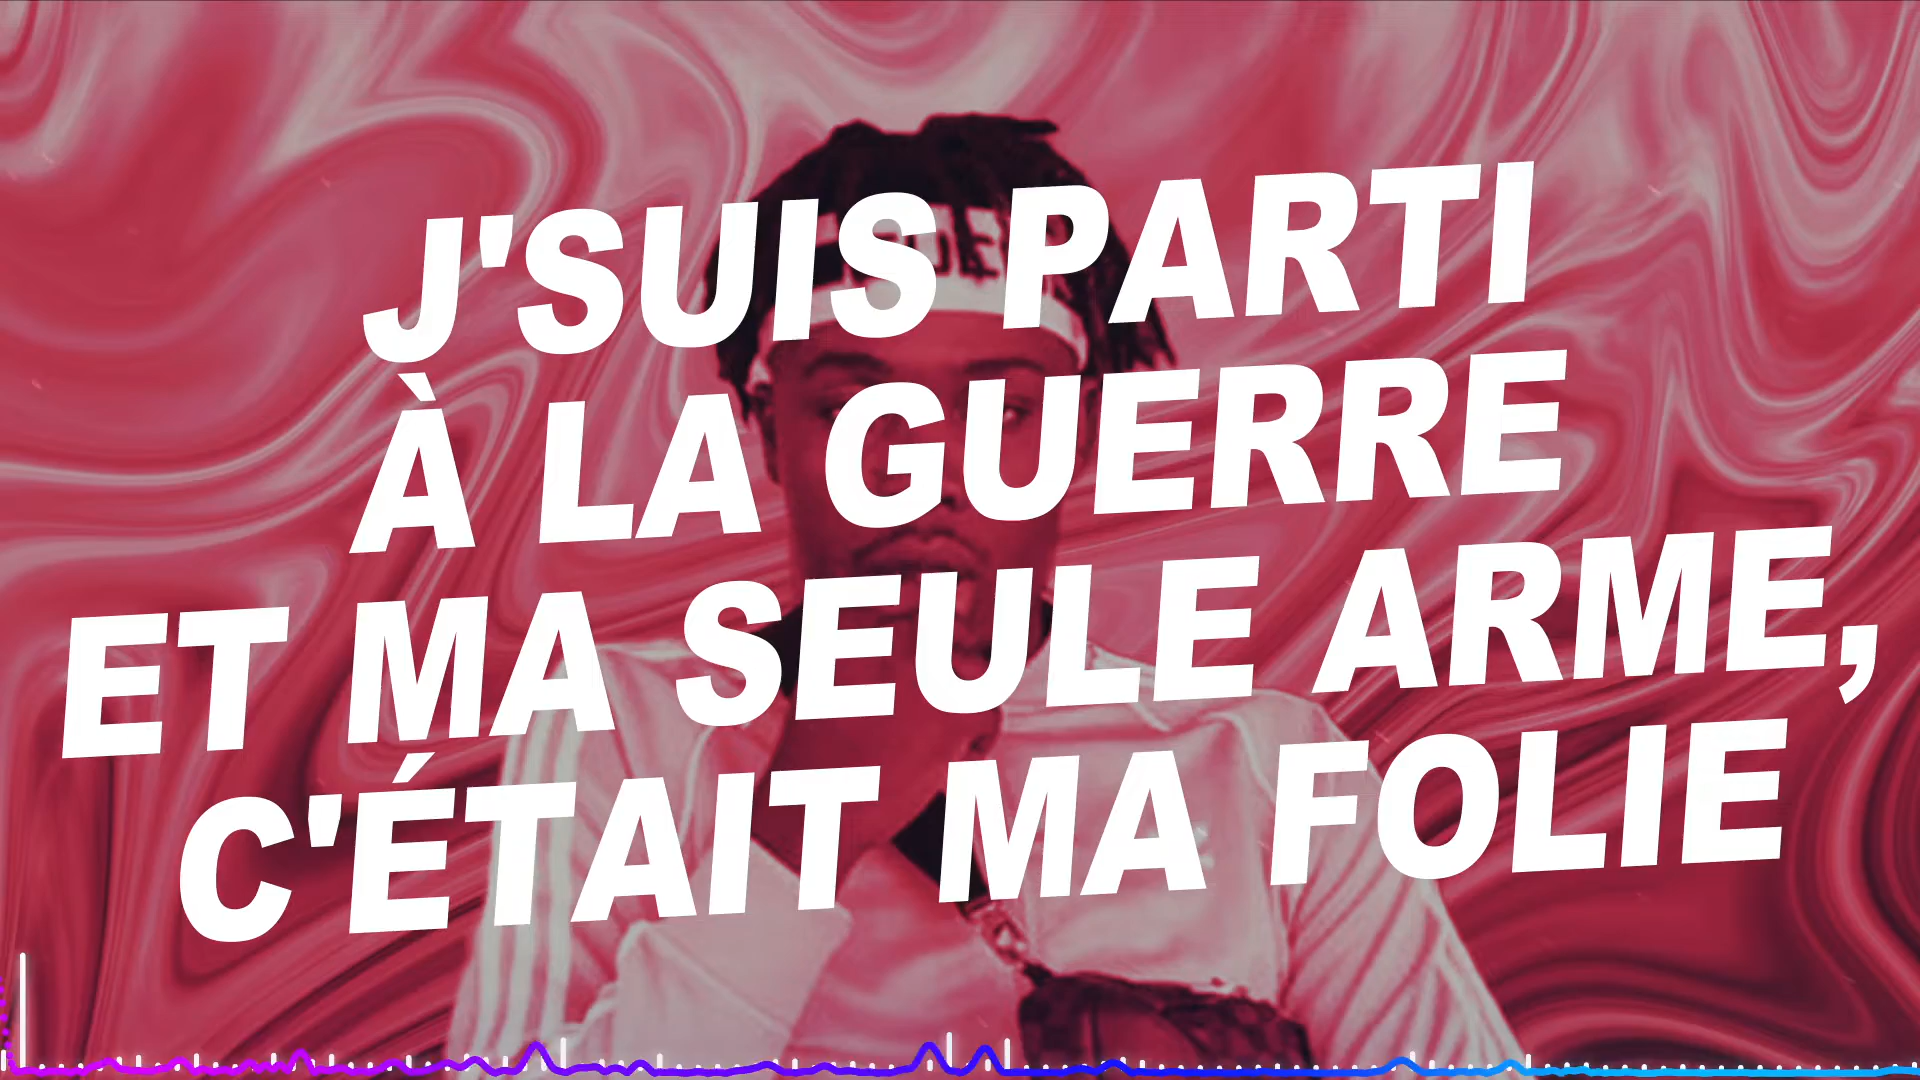 J'SUIS PARTI
À LA GUERRE
ET MA SEULE ARME,
C'ÉTAIT MA FOLIE